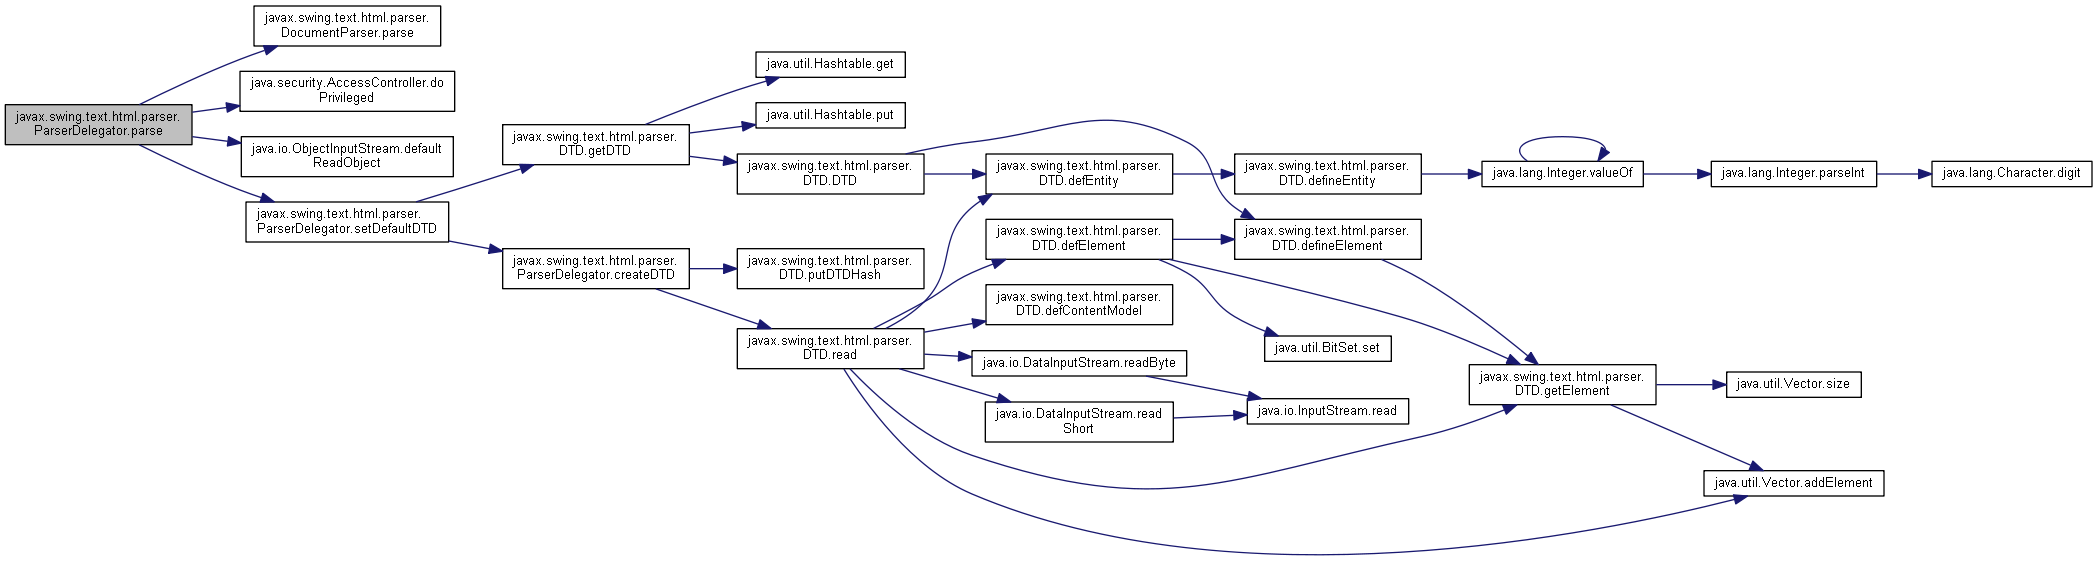 javax.swing.text.html.parser.
DocumentParser.parse
java.security.AccessController.do
Privileged
javax.swing.text.html.parser.
ParserDelegator.parse
java.io.ObjectInputStream.default
ReadObject
javax.swing.text.html.parser.
ParserDelegator.setDefaultDTD
javax.swing.text.html.parser.
DTD.getDTD
javax.swing.text.html.parser.
ParserDelegator.createDTD
java.util.Hashtable.get
java.util.Hashtable.put
javax.swing.text.html.parser.
DTD.DTD
javax.swing.text.html.parser.
DTD.putDTDHash
javax.swing.text.html.parser.
DTD.read
javax.swing.text.html.parser.
DTD.defEntity
javax.swing.text.html.parser.
DTD.defElement
javax.swing.text.html.parser.
DTD.defContentModel
java.io.DataInputStream.readByte
java.io.DataInputStream.read
Short
javax.swing.text.html.parser.
DTD.defineEntity
javax.swing.text.html.parser.
DTD.defineElement
java.util.BitSet.set
java.io.InputStream.read
java.lang.Integer.valueOf
javax.swing.text.html.parser.
DTD.getElement
java.lang.Integer.parseInt
java.util.Vector.size
java.util.Vector.addElement
java.lang.Character.digit